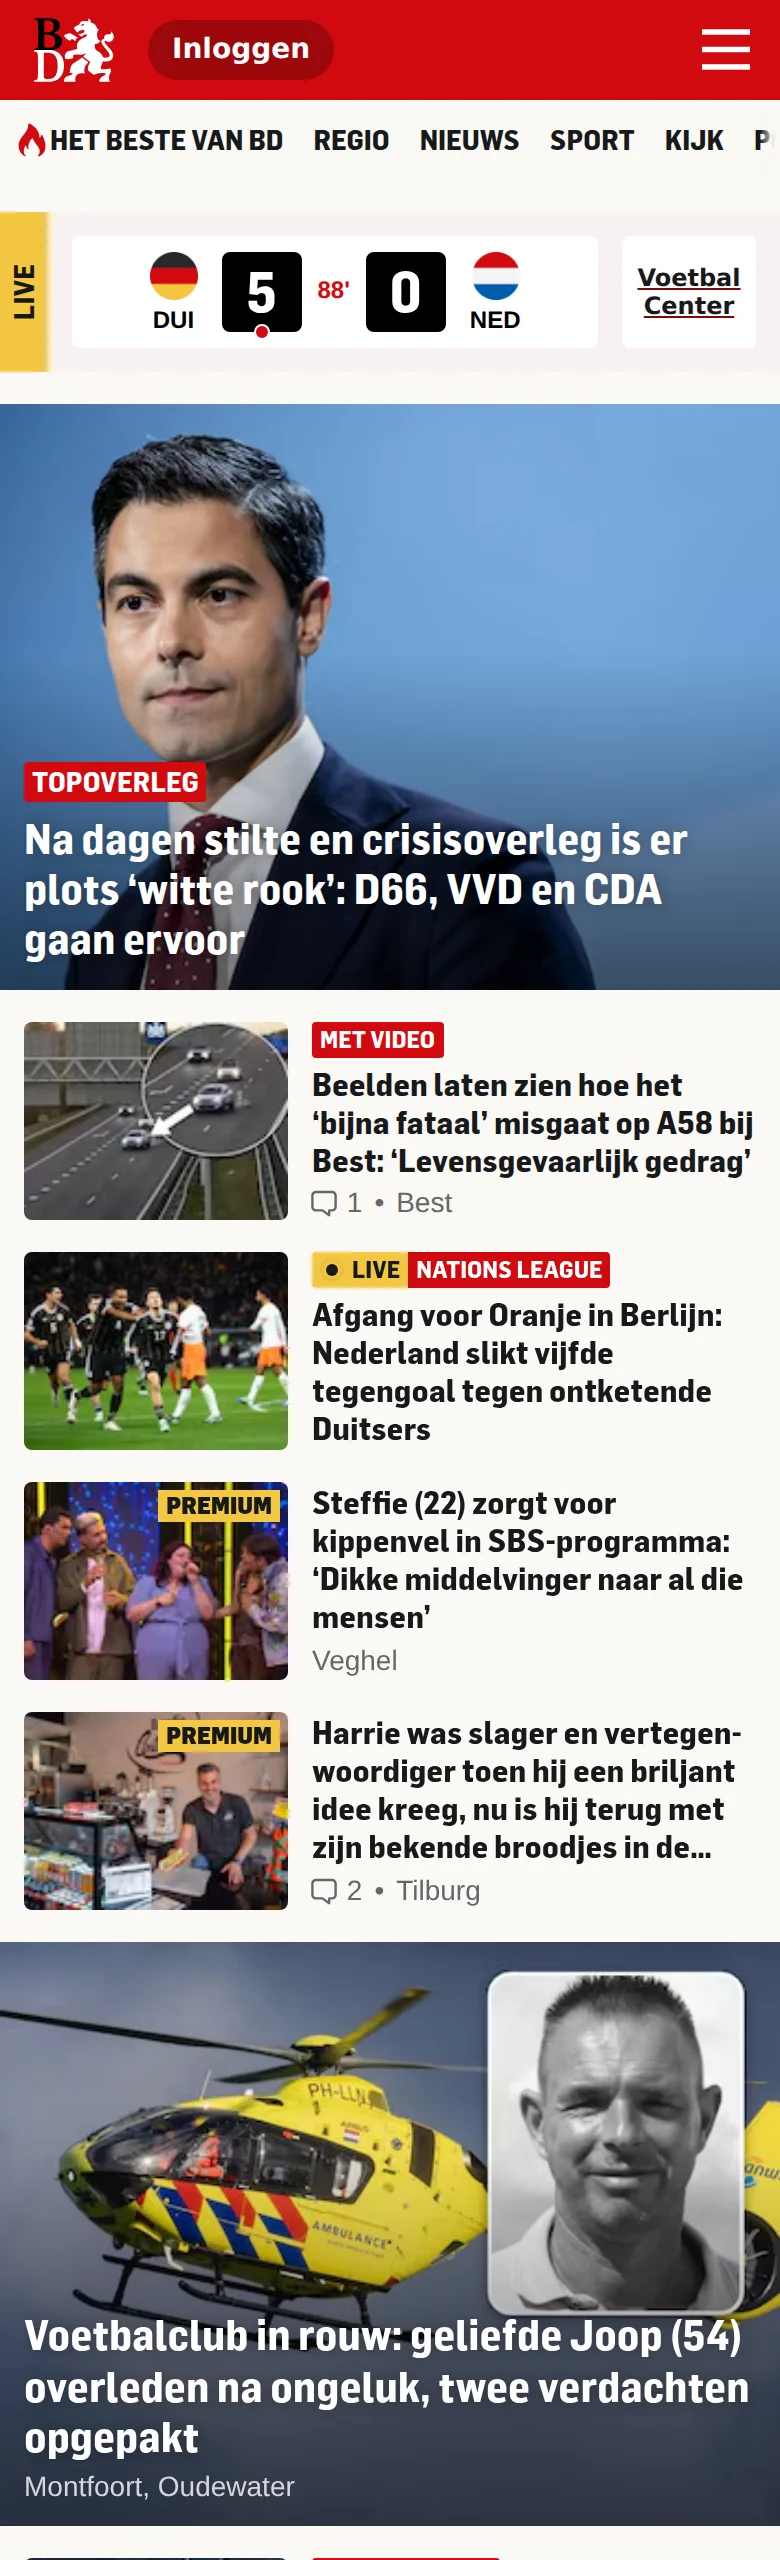 BD
Inloggen
HET BESTE VAN BD REGIO NIEUWS SPORT KIJK
LIVE
DUI 5 88' 0 NED
Voetbal
Center
TOPOVERLEG
Na dagen stilte en crisisoverleg is er
plots ‘witte rook’: D66, VVD en CDA
gaan ervoor
MET VIDEO
Beelden laten zien hoe het
‘bijna fataal’ misgaat op A58 bij
Best: ‘Levensgevaarlijk gedrag’
1 • Best
LIVE NATIONS LEAGUE
Afgang voor Oranje in Berlijn:
Nederland slikt vijfde
tegengoal tegen ontketende
Duitsers
PREMIUM
Steffie (22) zorgt voor
kippenvel in SBS-programma:
‘Dikke middelvinger naar al die
mensen’
Veghel
PREMIUM
Harrie was slager en vertegen-
woordiger toen hij een briljant
idee kreeg, nu is hij terug met
zijn bekende broodjes in de...
2 • Tilburg
PH-LLN
AMBULANCE
Voetbalclub in rouw: geliefde Joop (54)
overleden na ongeluk, twee verdachten
opgepakt
Montfoort, Oudewater